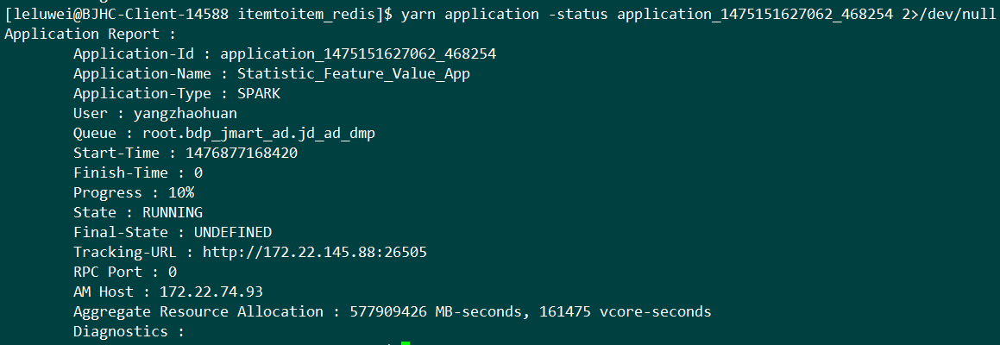 [leluwei@BJHC-Client-14588 itemtoitem_redis]$ yarn application -status application_1475151627062_468254 2>/dev/null
Application Report :
Application-Id : application_1475151627062_468254
Application-Name : Statistic_Feature_Value_App
Application-Type : SPARK
User : yangzhaohuan
Queue : root.bdp_jmart_ad.jd_ad_dmp
Start-Time : 1476877168420
Finish-Time : 0
Progress : 10%
State : RUNNING
Final-State : UNDEFINED
Tracking-URL : http://172.22.145.88:26505
RPC Port : 0
AM Host : 172.22.74.93
Aggregate Resource Allocation : 577909426 MB-seconds, 161475 vcore-seconds
Diagnostics :